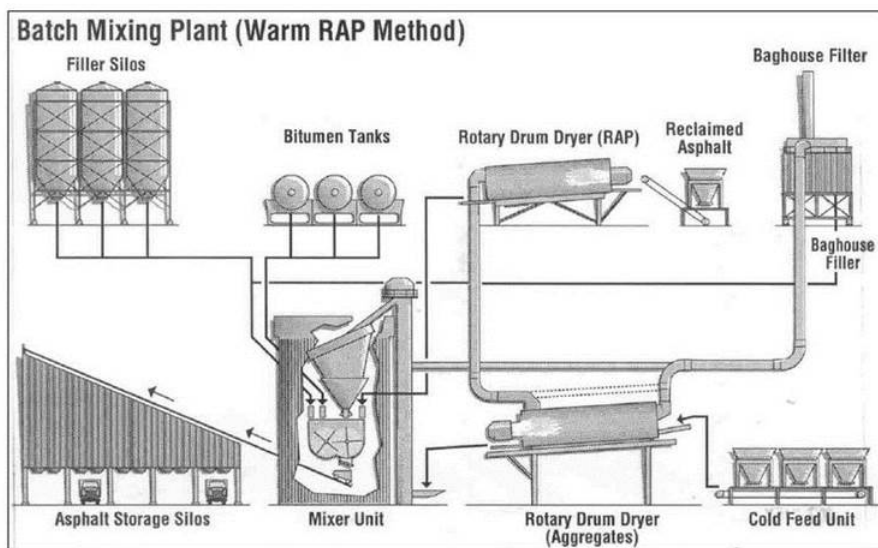 Batch Mixing Plant (Warm RAP Method)
Filler Silos
Bitumen Tanks
Rotary Drum Dryer (RAP)
Reclaimed
Asphalt
Baghouse Filter
Baghouse
Filler
Asphalt Storage Silos
Mixer Unit
Rotary Drum Dryer
(Aggregates)
Cold Feed Unit